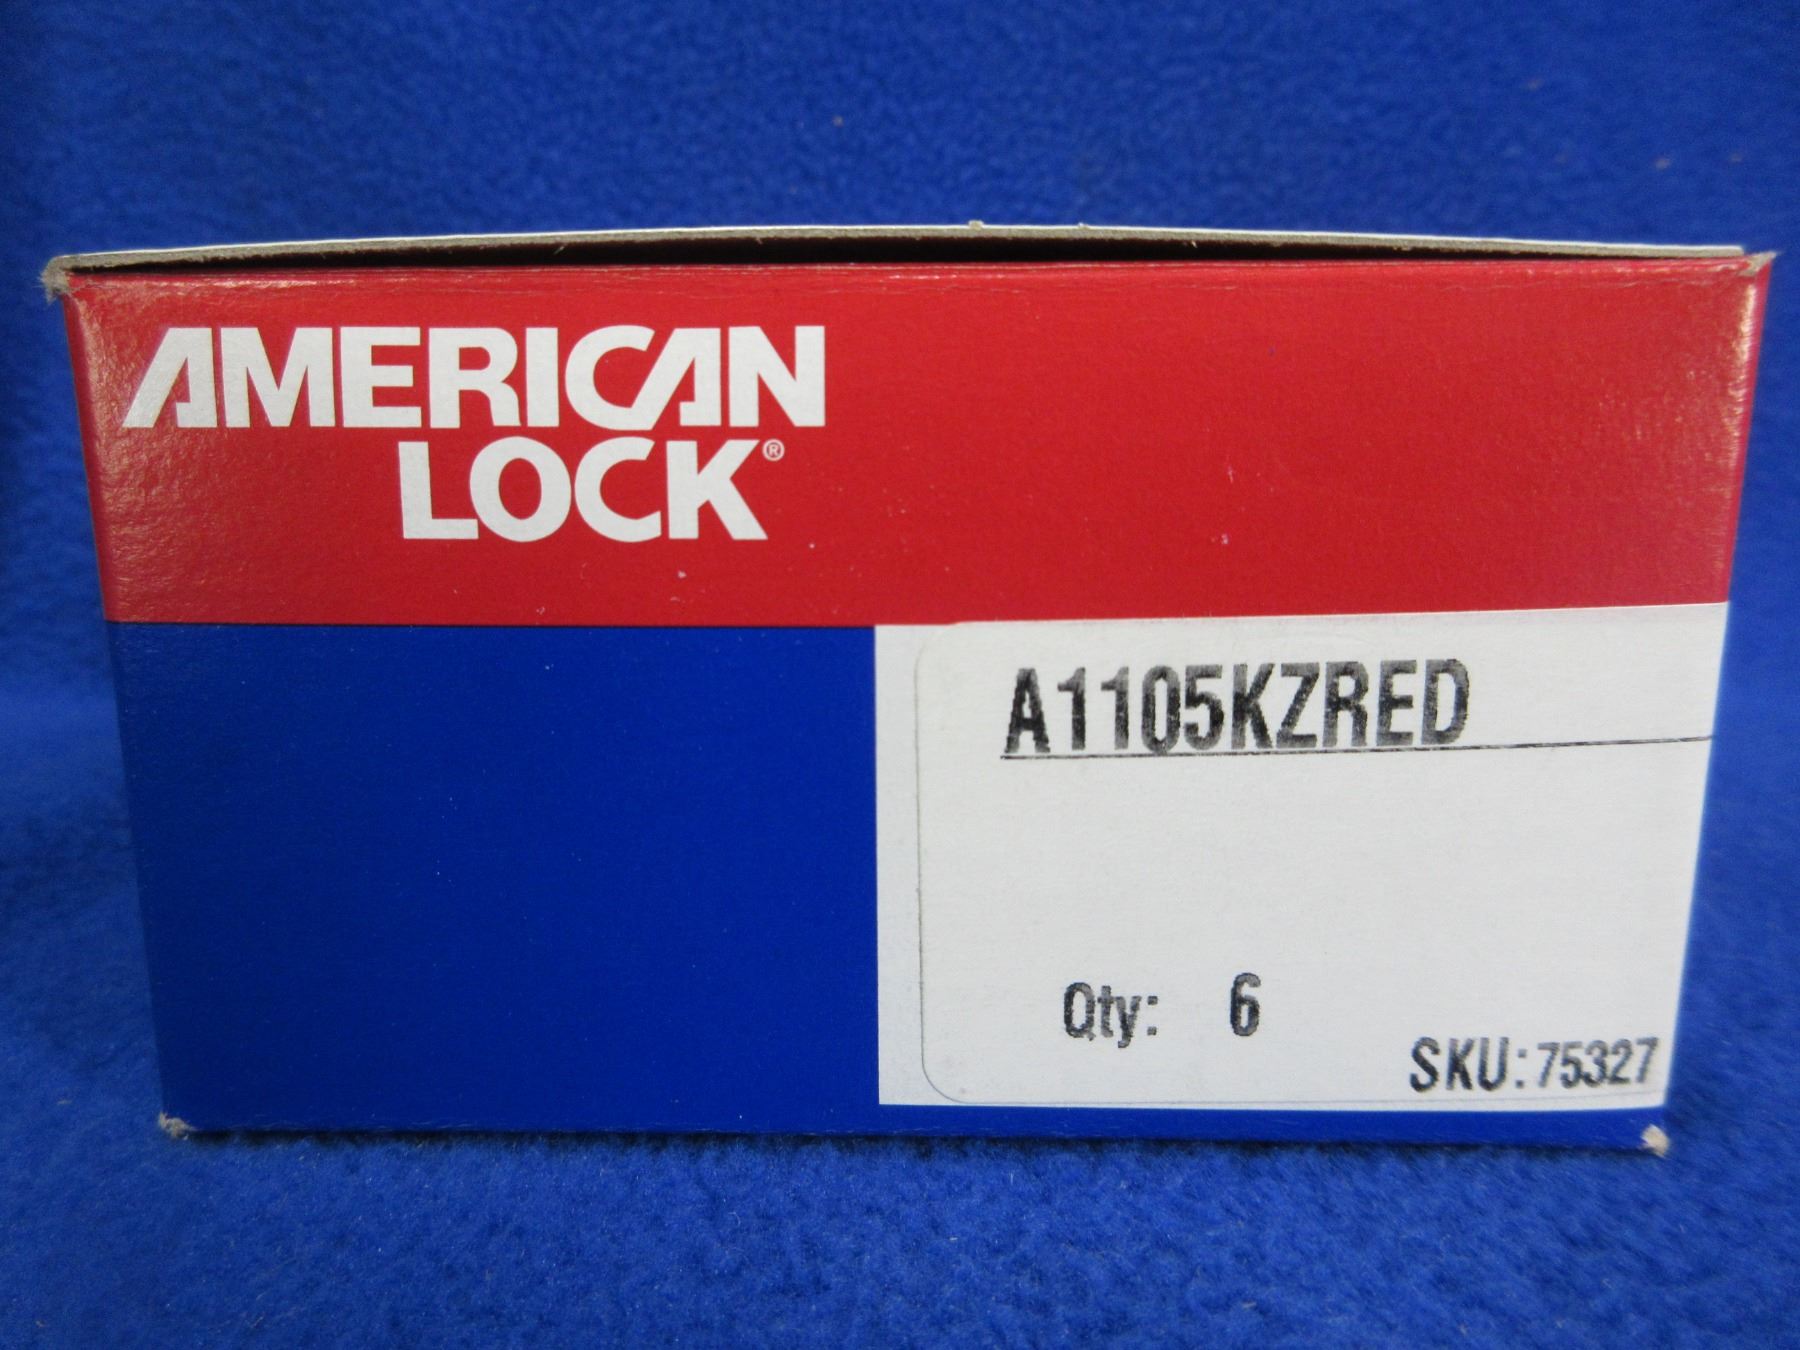 AMERICAN
LOCK®
A1105KZRED
Qty: 6
SKU:75327